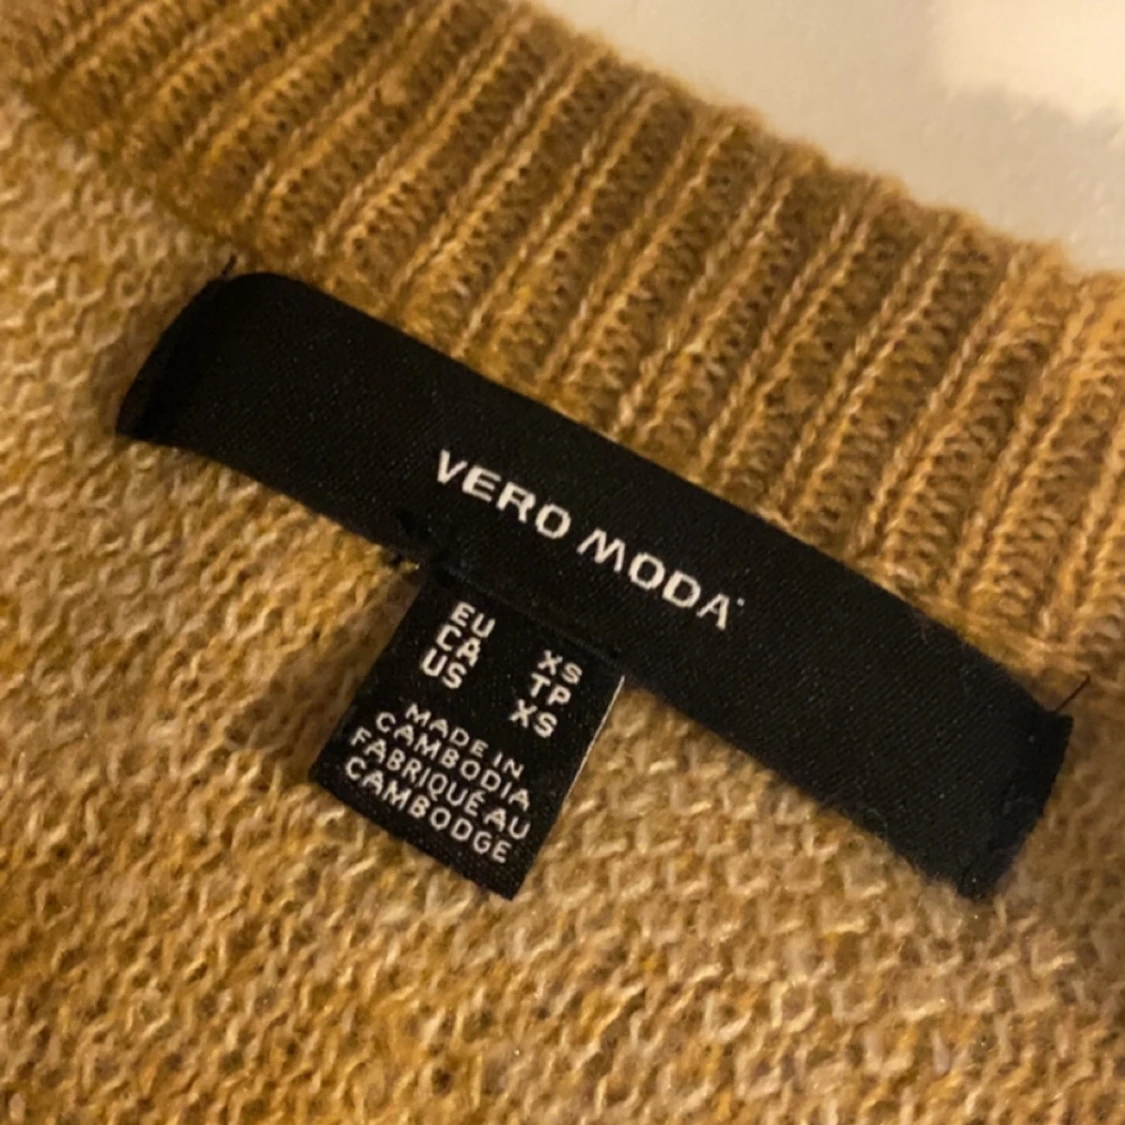 VERO MODA
EU XS
CA TP
US XS
MADE IN
CAMBODIA
FABRIQUÉ AU
CAMBODGE